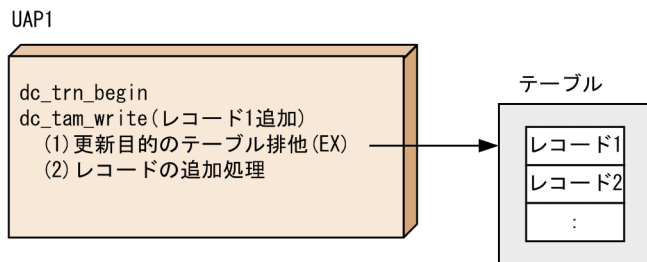 UAP1
dc_trn_begin
dc_tam_write(レコード1追加)
(1)更新目的のテーブル排他(EX)
(2)レコードの追加処理
テーブル
レコード1
レコード2
: